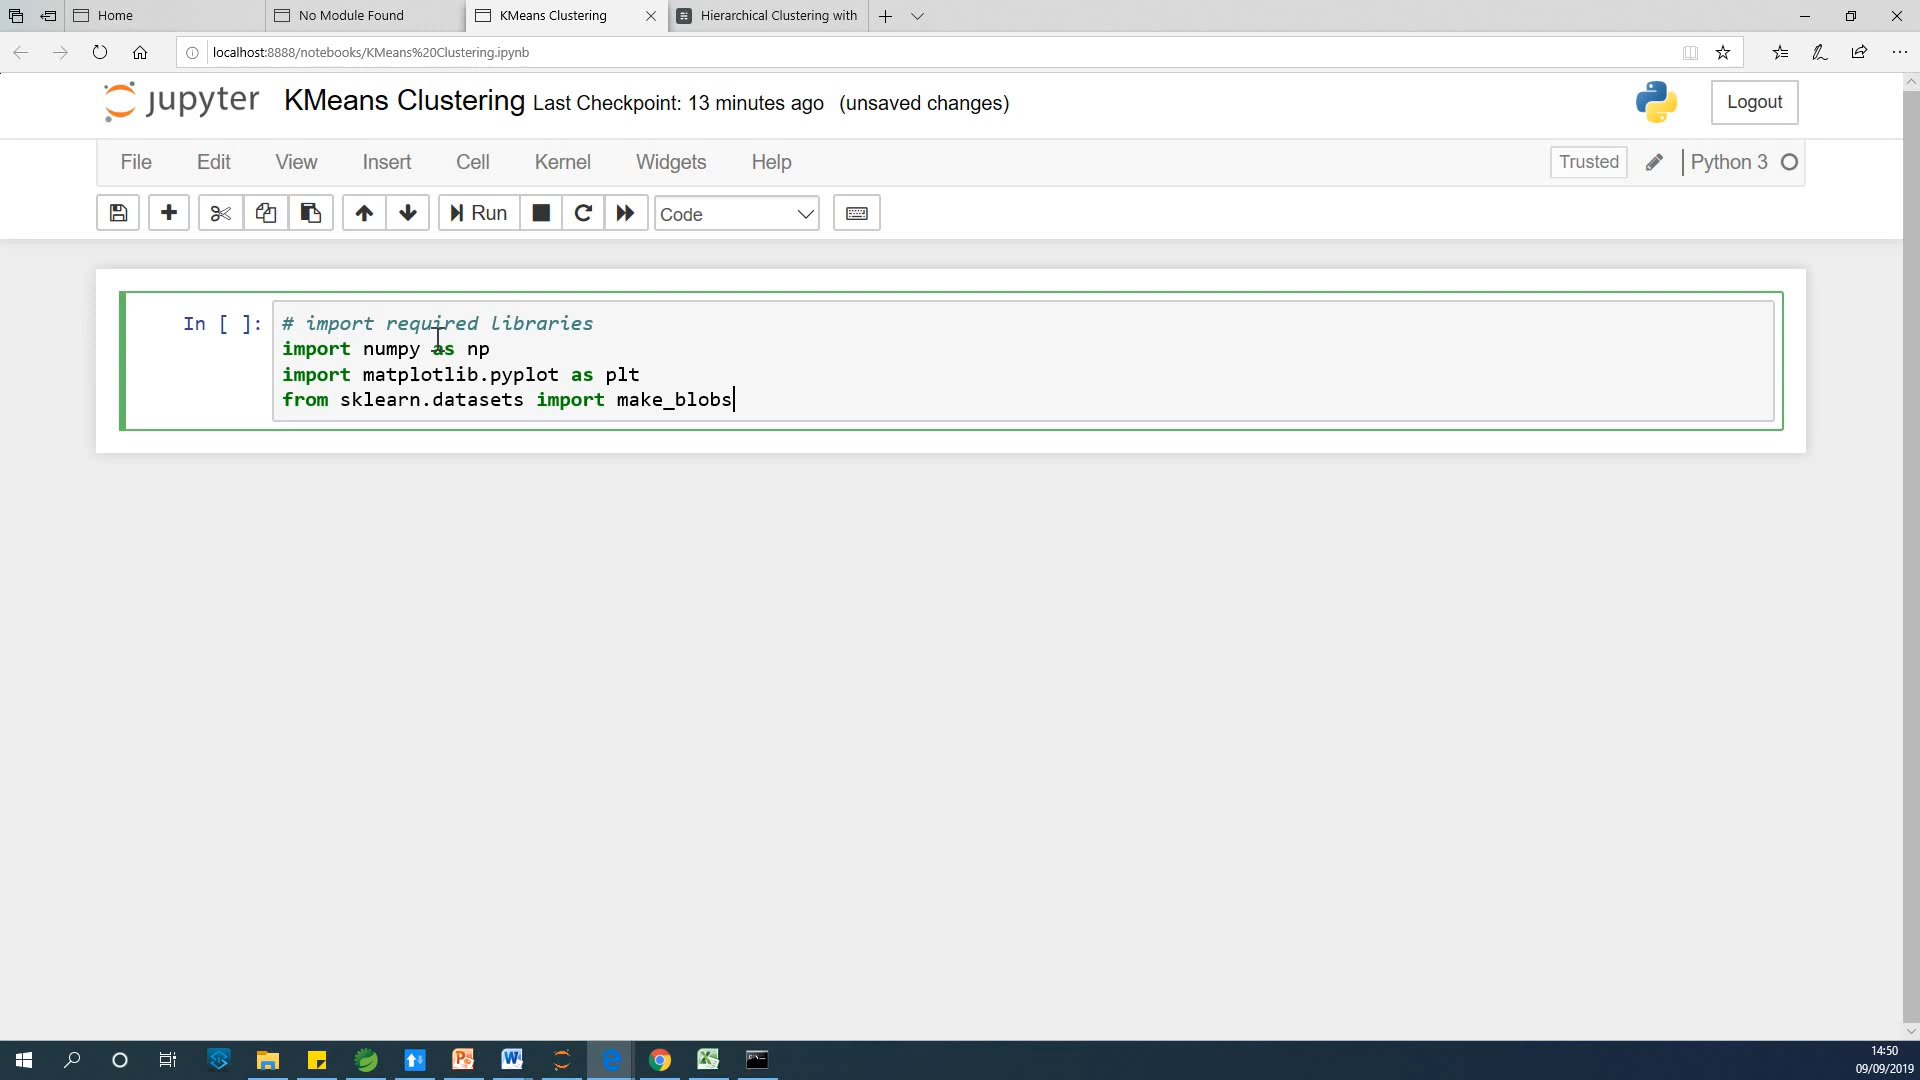 Home
No Module Found
KMeans Clustering
Hierarchical Clustering with
localhost:8888/notebooks/KMeans%20Clustering.ipynb
jupyter KMeans Clustering Last Checkpoint: 13 minutes ago (unsaved changes)
Logout
File Edit View Insert Cell Kernel Widgets Help
Trusted Python 3
Run Code
In [ ]: # import required libraries
import numpy as np
import matplotlib.pyplot as plt
from sklearn.datasets import make_blobs
14:50
09/09/2019